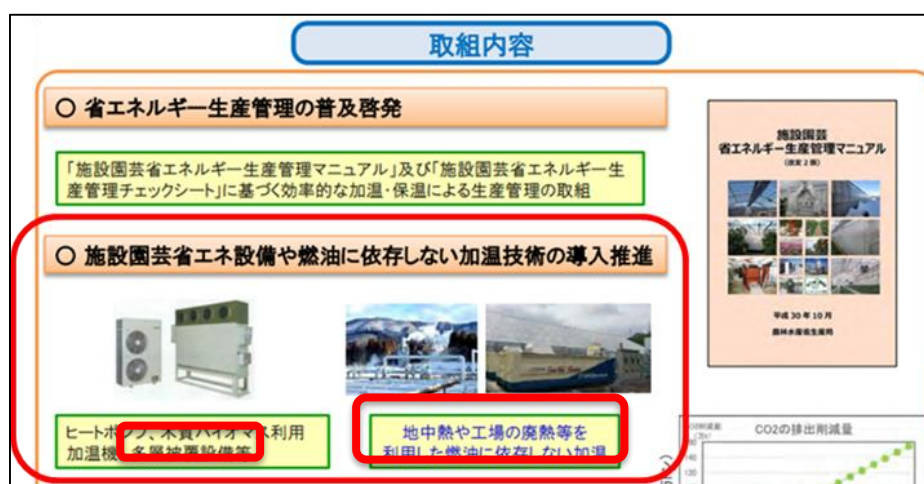 取組内容
○ 省エネルギー生産管理の普及啓発
「施設園芸省エネルギー生産管理マニュアル」及び「施設園芸省エネルギー生
産管理チェックシート」に基づく効率的な加温・保温による生産管理の取組
○ 施設園芸省エネ設備や燃油に依存しない加温技術の導入推進
ヒートポンプ、木質バイオマス利用
加温機、多層被覆設備等
地中熱や工場の廃熱等を
利用した燃油に依存しない加温
施設園芸
省エネルギー生産管理マニュアル
(改定2版)
平成30年10月
農林水産省生産局
CO2の排出削減量
140
120